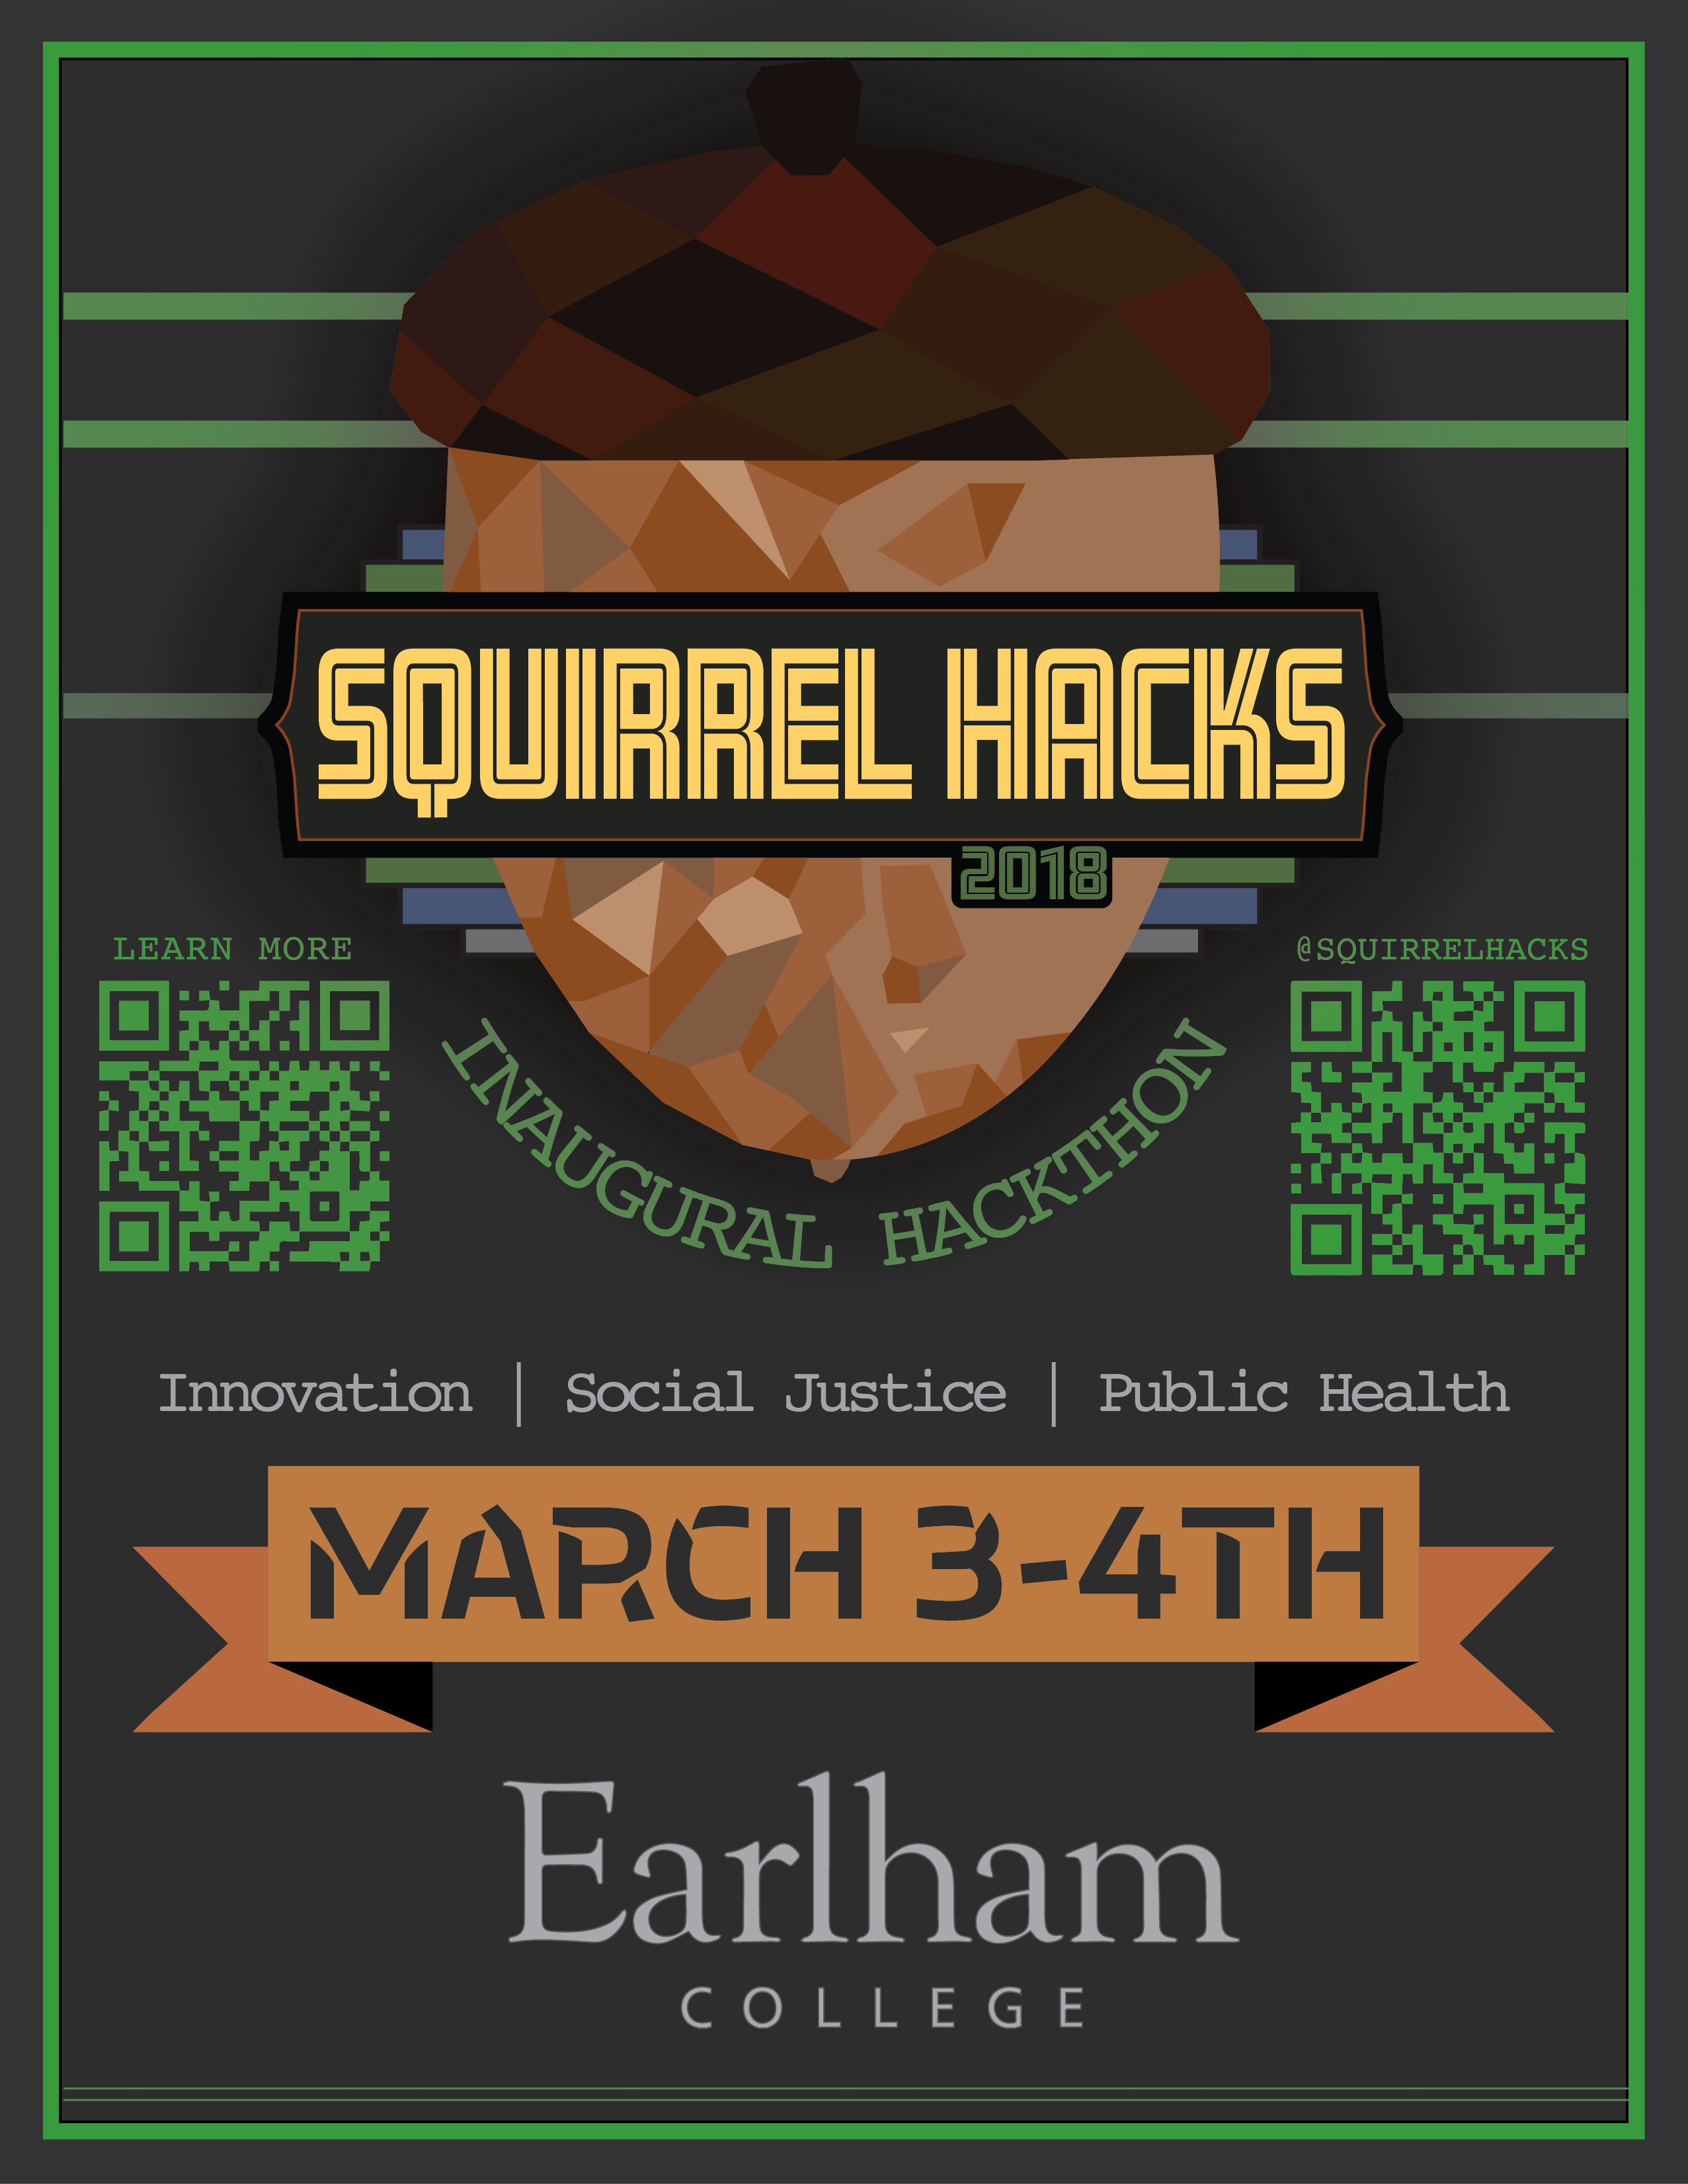 SQUIRREL HACKS
2018
LEARN MORE
@SQUIRRELHACKS
INAUGURAL HACKTHON
Innovation | Social Justice | Public Health
MARCH 3-4TH
Earlham
COLLEGE